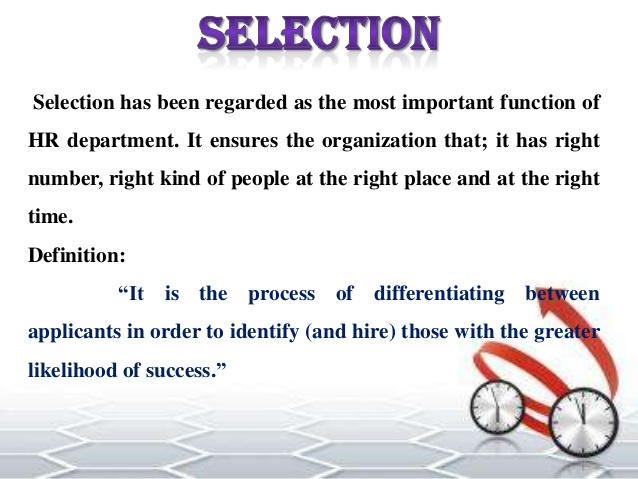 SELECTION
Selection has been regarded as the most important function of
HR department. It ensures the organization that; it has right
number, right kind of people at the right place and at the right
time.
Definition:
“It is the process of differentiating between
applicants in order to identify (and hire) those with the greater
likelihood of success.”